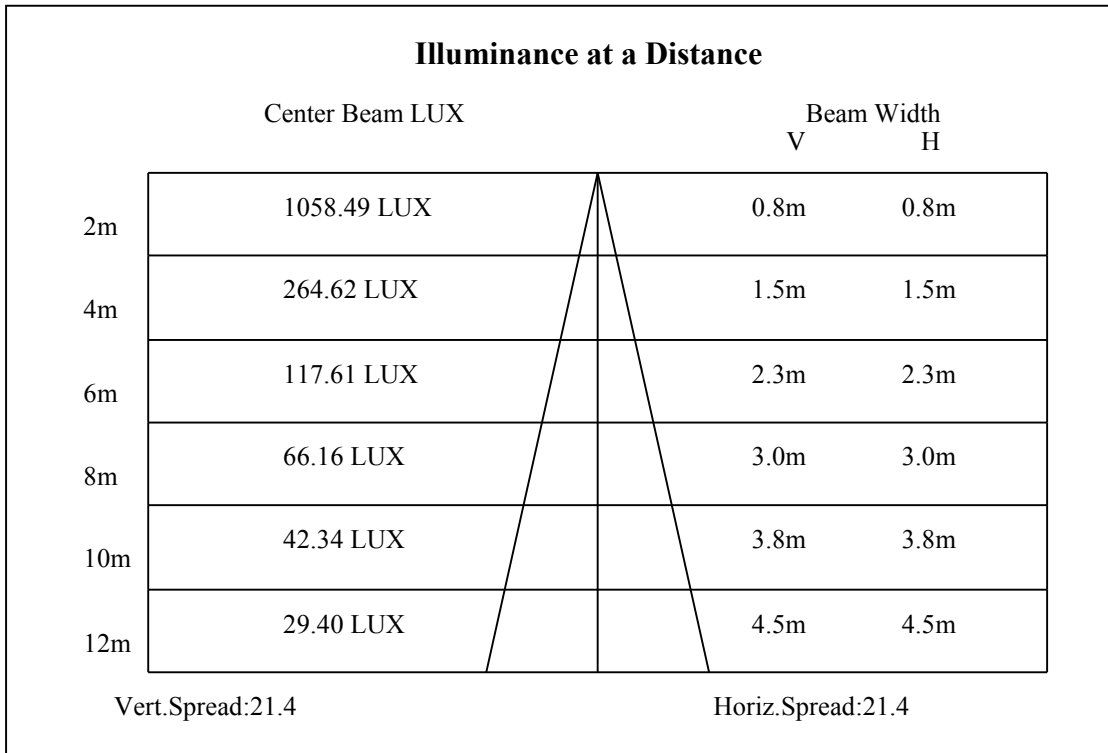 Illuminance at a Distance
Center Beam LUX Beam Width
V H
2m 1058.49 LUX 0.8m 0.8m
4m 264.62 LUX 1.5m 1.5m
6m 117.61 LUX 2.3m 2.3m
8m 66.16 LUX 3.0m 3.0m
10m 42.34 LUX 3.8m 3.8m
12m 29.40 LUX 4.5m 4.5m
Vert.Spread:21.4 Horiz.Spread:21.4